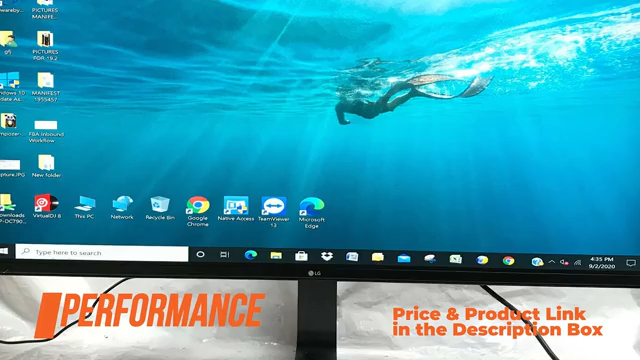 PICTURES
MANIFE...
PICTURES
FOR 19.2
MANIFEST
Windows 10
FBA Inbound
Workflow
New folder
VirtualDJ 8
This PC
Network
Recycle Bin
Google
Chrome
Native Access
TeamViewer
13
Microsoft
Edge
Type here to search
4:35 PM
9/2/2020
LG
PERFORMANCE
Price & Product Link
in the Description Box